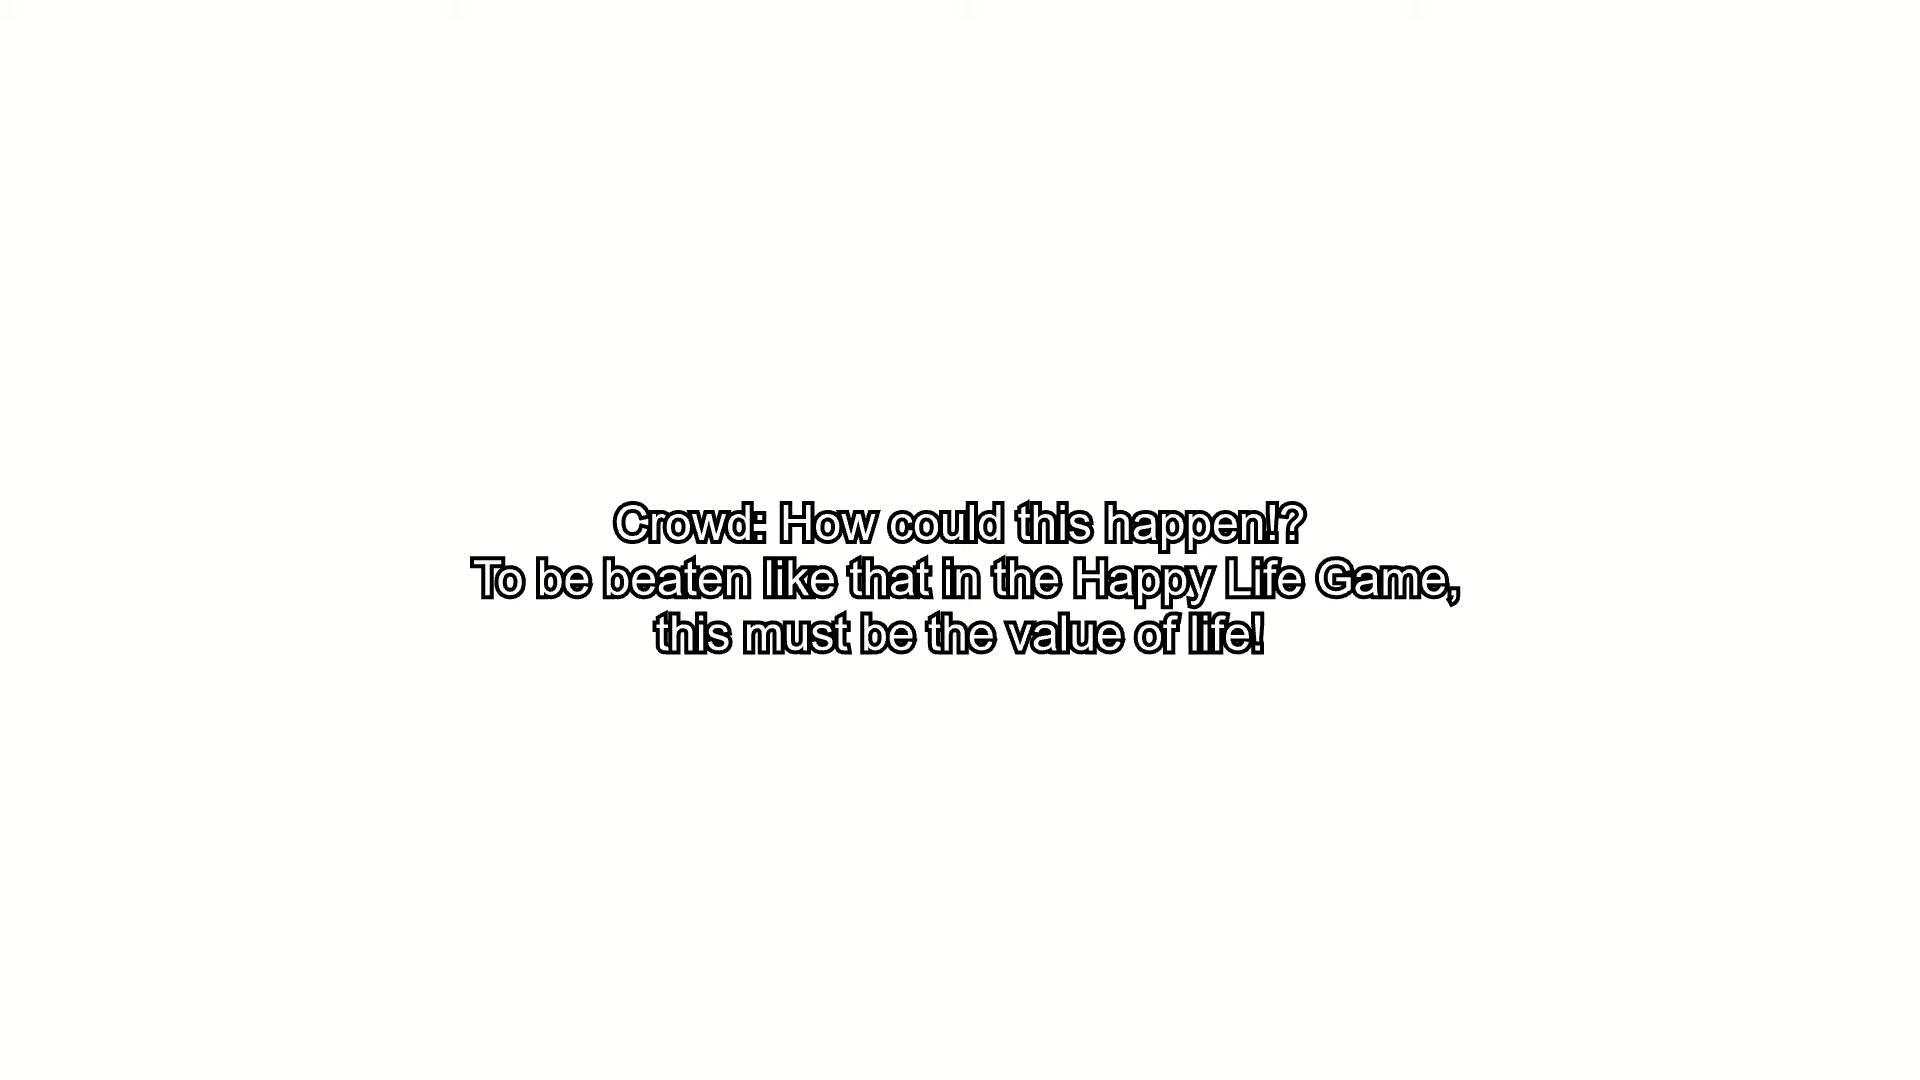 Crowd: How could this happen!?
To be beaten like that in the Happy Life Game,
this must be the value of life!